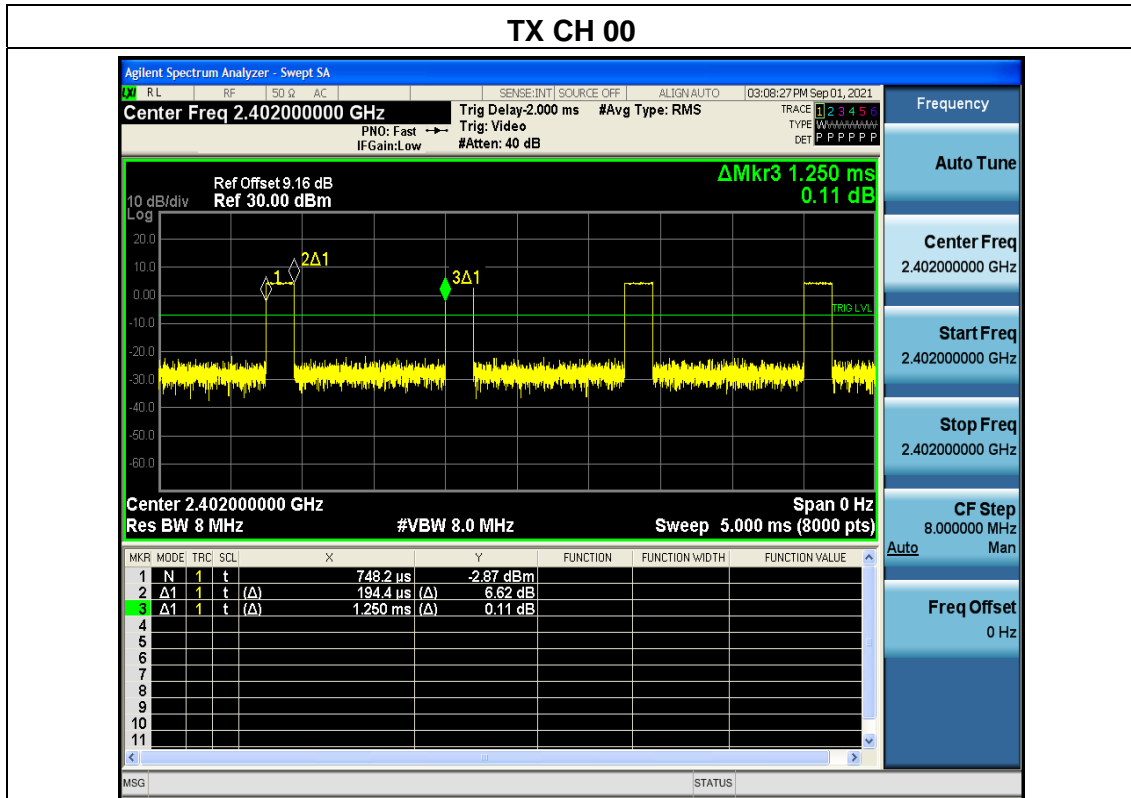 TX CH 00
Agilent Spectrum Analyzer - Swept SA
LXI RL RF 50 Ω AC SENSE:INT SOURCE OFF ALIGNAUTO 03:08:27 PM Sep 01, 2021
Center Freq 2.402000000 GHz
PNO: Fast
IFGain:Low
Trig Delay-2.000 ms #Avg Type: RMS
Trig: Video
#Atten: 40 dB
TRACE 1 2 3 4 5 6
TYPE WWWWWW
DET P P P P P P
Frequency
Auto Tune
Center Freq
2.402000000 GHz
Start Freq
2.402000000 GHz
Stop Freq
2.402000000 GHz
CF Step
8.000000 MHz
Auto Man
Freq Offset
0 Hz
ΔMkr3 1.250 ms
0.11 dB
Ref Offset 9.16 dB
10 dB/div Ref 30.00 dBm
Log
20.0
10.0
0.00
-10.0
-20.0
-30.0
-40.0
-50.0
-60.0
1
2Δ1
3Δ1
TRIG LVL
Center 2.402000000 GHz Span 0 Hz
Res BW 8 MHz #VBW 8.0 MHz Sweep 5.000 ms (8000 pts)
MKR MODE TRC SCL X Y FUNCTION FUNCTION WIDTH FUNCTION VALUE
1 N 1 t 748.2 µs -2.87 dBm
2 Δ1 1 t (Δ) 194.4 µs (Δ) 6.62 dB
3 Δ1 1 t (Δ) 1.250 ms (Δ) 0.11 dB
4
5
6
7
8
9
10
11
MSG STATUS